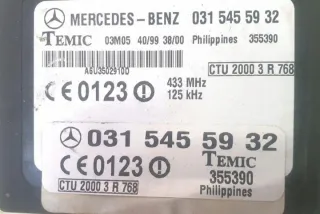 MERCEDES-BENZ 031 545 59 32
TEMIC 03M05 40/99 38/00 Philippines 355390
A6U36029100
CTU 2000 3 R 768
CE 0123 433 MHz
125 kHz
031 545 59 32
CE 0123 TEMIC
355390
CTU 2000 3 R 768 Philippines